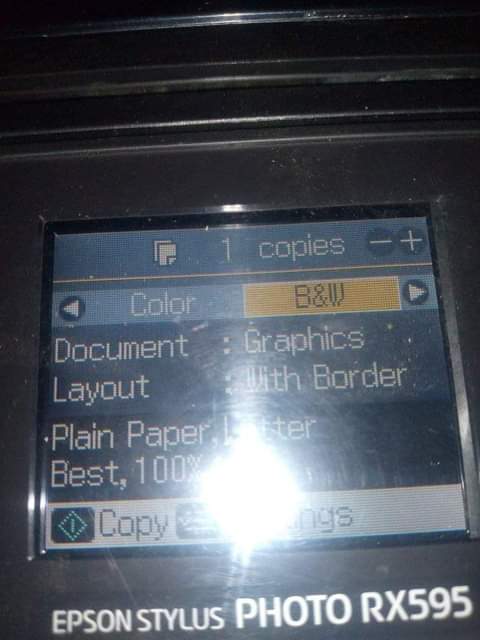 1 copies − +
Color B&W
Document : Graphics
Layout : With Border
Plain Paper, Letter
Best, 100%
Copy
EPSON STYLUS PHOTO RX595